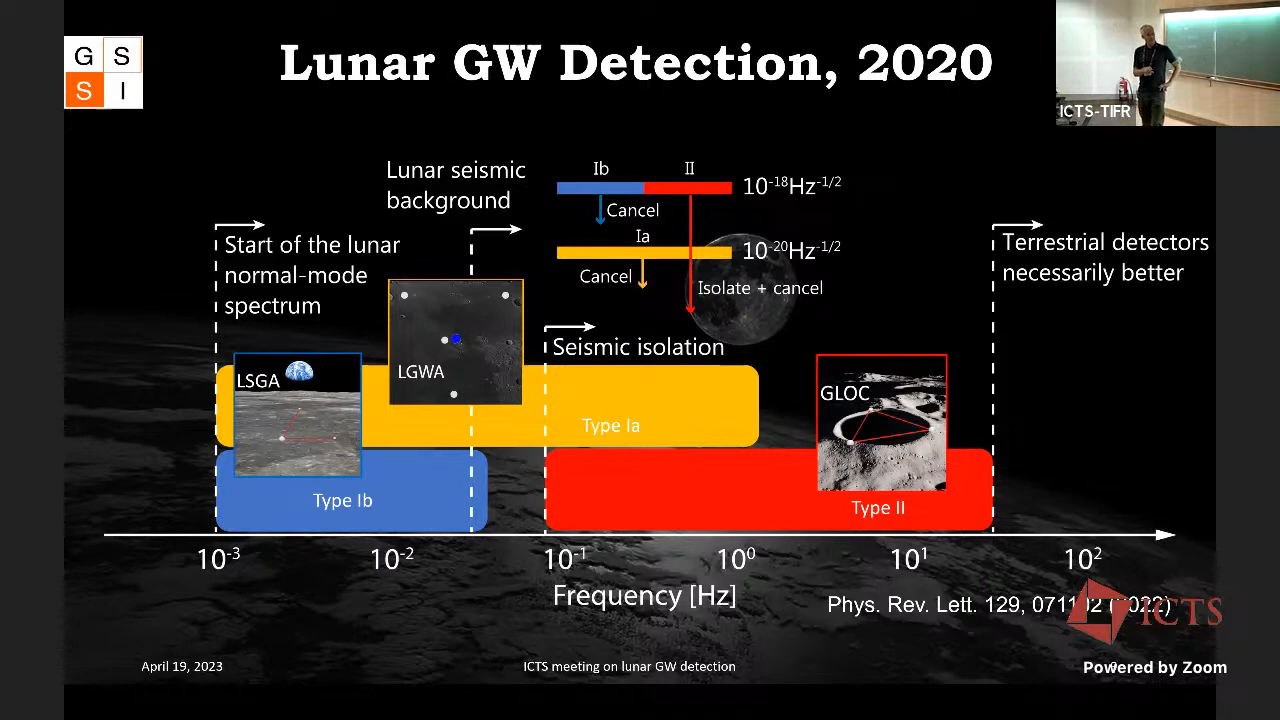 G S
S I
Lunar GW Detection, 2020
ICTS-TIFR
Lunar seismic
background
Ib
II
10⁻¹⁸Hz⁻¹/²
Cancel
Ia
10⁻²⁰Hz⁻¹/²
Cancel
Isolate + cancel
Start of the lunar
normal-mode
spectrum
Terrestrial detectors
necessarily better
Seismic isolation
LSGA
LGWA
GLOC
Type Ia
Type Ib
Type II
10⁻³
10⁻²
10⁻¹
10⁰
10¹
10²
Frequency [Hz]
Phys. Rev. Lett. 129, 071102 (2022)
ICTS
April 19, 2023
ICTS meeting on lunar GW detection
Powered by Zoom